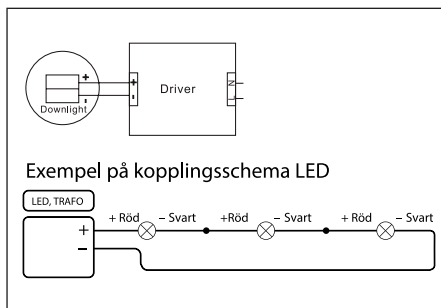 +
-
Downlight
+
-
Driver
N
L
Exempel på kopplingsschema LED
LED, TRAFO
+ Röd – Svart +Röd – Svart + Röd – Svart
+
–